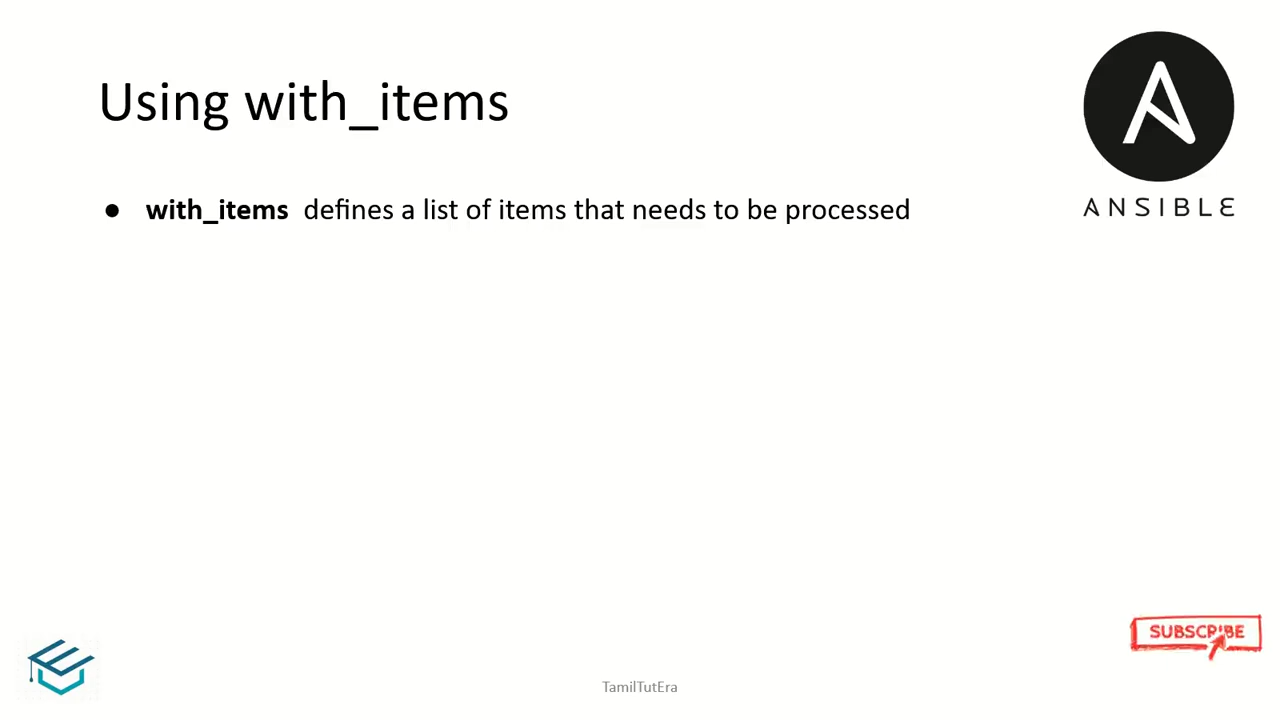 Using with_items
● with_items defines a list of items that needs to be processed
ANSIBLE
SUBSCRIBE
TamilTutEra